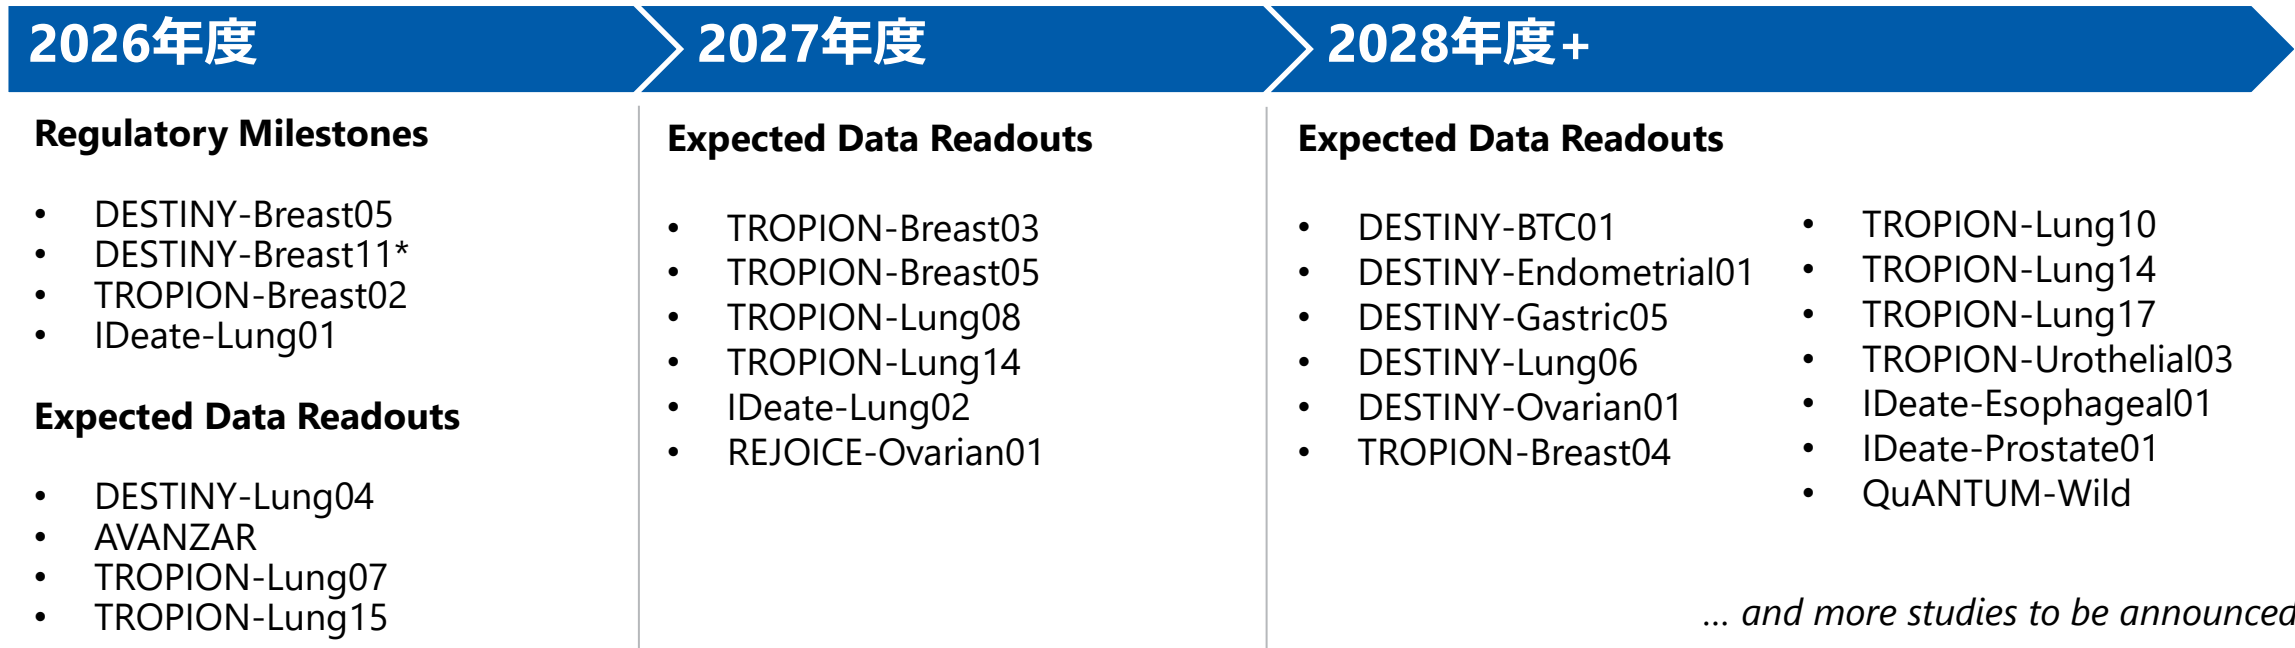 2026年度
2027年度
2028年度+
Regulatory Milestones
• DESTINY-Breast05
• DESTINY-Breast11*
• TROPION-Breast02
• IDeate-Lung01
Expected Data Readouts
• DESTINY-Lung04
• AVANZAR
• TROPION-Lung07
• TROPION-Lung15
Expected Data Readouts
• TROPION-Breast03
• TROPION-Breast05
• TROPION-Lung08
• TROPION-Lung14
• IDeate-Lung02
• REJOICE-Ovarian01
Expected Data Readouts
• DESTINY-BTC01
• DESTINY-Endometrial01
• DESTINY-Gastric05
• DESTINY-Lung06
• DESTINY-Ovarian01
• TROPION-Breast04
• TROPION-Lung10
• TROPION-Lung14
• TROPION-Lung17
• TROPION-Urothelial03
• IDeate-Esophageal01
• IDeate-Prostate01
• QuANTUM-Wild
... and more studies to be announced